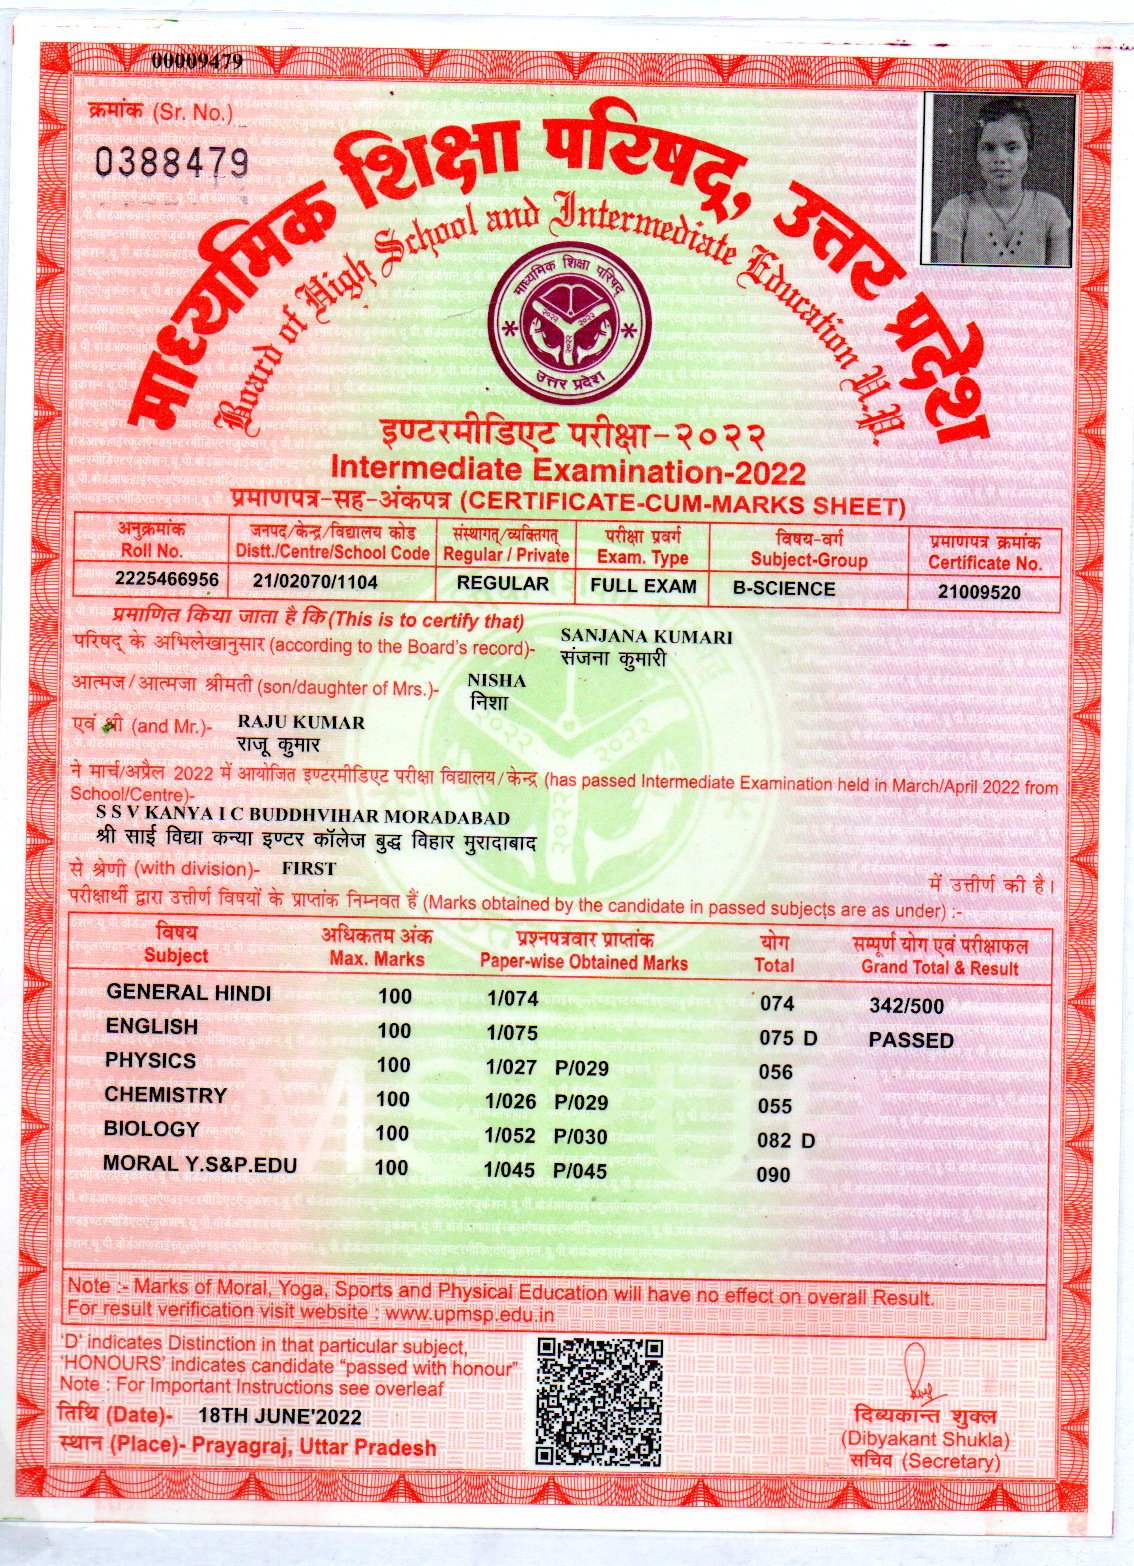 00009479
क्रमांक (Sr. No.)
0388479
माध्यमिक शिक्षा परिषद्, उत्तर प्रदेश
Board of High School and Intermediate Education U.P.
माध्यमिक शिक्षा परिषद्
२०२२ २०२२
२०२२
उत्तर प्रदेश
इण्टरमीडिएट परीक्षा-२०२२
Intermediate Examination-2022
प्रमाणपत्र-सह-अंकपत्र (CERTIFICATE-CUM-MARKS SHEET)
अनुक्रमांक जनपद/केन्द्र/विद्यालय कोड संस्थागत्/व्यक्तिगत् परीक्षा प्रवर्ग विषय-वर्ग प्रमाणपत्र क्रमांक
Roll No. Distt./Centre/School Code Regular / Private Exam. Type Subject-Group Certificate No.
2225466956 21/02070/1104 REGULAR FULL EXAM B-SCIENCE 21009520
प्रमाणित किया जाता है कि (This is to certify that)
परिषद् के अभिलेखानुसार (according to the Board's record)- SANJANA KUMARI
संजना कुमारी
आत्मज/आत्मजा श्रीमती (son/daughter of Mrs.)- NISHA
निशा
एवं श्री (and Mr.)- RAJU KUMAR
राजू कुमार
ने मार्च/अप्रैल 2022 में आयोजित इण्टरमीडिएट परीक्षा विद्यालय/केन्द्र (has passed Intermediate Examination held in March/April 2022 from
School/Centre)-
S S V KANYA I C BUDDHVIHAR MORADABAD
श्री साई विद्या कन्या इण्टर कॉलेज बुद्ध विहार मुरादाबाद
से श्रेणी (with division)- FIRST में उत्तीर्ण की है।
परीक्षार्थी द्वारा उत्तीर्ण विषयों के प्राप्तांक निम्नवत हैं (Marks obtained by the candidate in passed subjects are as under) :-
विषय अधिकतम अंक प्रश्नपत्रवार प्राप्तांक योग सम्पूर्ण योग एवं परीक्षाफल
Subject Max. Marks Paper-wise Obtained Marks Total Grand Total & Result
GENERAL HINDI 100 1/074 074 342/500
ENGLISH 100 1/075 075 D PASSED
PHYSICS 100 1/027 P/029 056
CHEMISTRY 100 1/026 P/029 055
BIOLOGY 100 1/052 P/030 082 D
MORAL Y.S&P.EDU 100 1/045 P/045 090
Note :- Marks of Moral, Yoga, Sports and Physical Education will have no effect on overall Result.
For result verification visit website : www.upmsp.edu.in
'D' indicates Distinction in that particular subject,
'HONOURS' indicates candidate "passed with honour"
Note : For Important Instructions see overleaf
तिथि (Date)- 18TH JUNE'2022
स्थान (Place)- Prayagraj, Uttar Pradesh
दिब्यकान्त शुक्ल
(Dibyakant Shukla)
सचिव (Secretary)